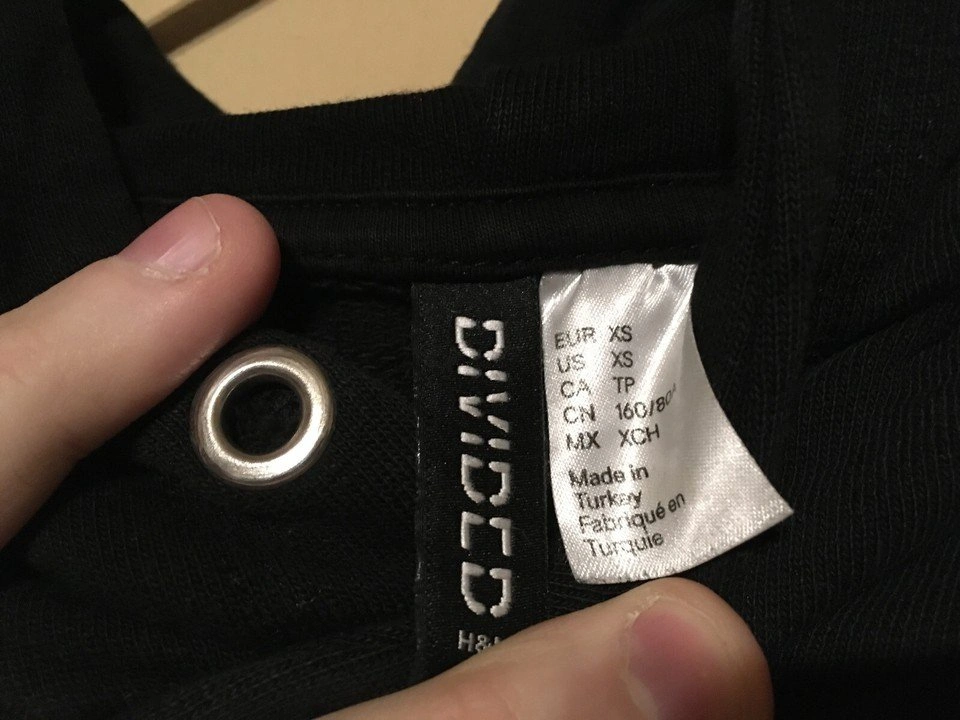 DIVIDED
H&
EUR XS
US XS
CA TP
CN 160/80A
MX XCH
Made in
Turkey
Fabriqué en
Turquie